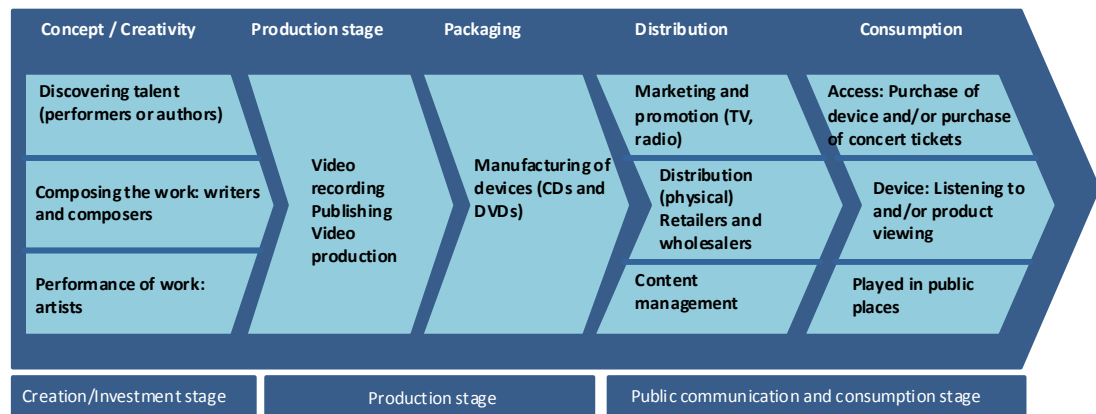 Concept / Creativity
Production stage
Packaging
Distribution
Consumption
Discovering talent
(performers or authors)
Composing the work: writers
and composers
Performance of work:
artists
Video
recording
Publishing
Video
production
Manufacturing of
devices (CDs and
DVDs)
Marketing and
promotion (TV,
radio)
Distribution
(physical)
Retailers and
wholesalers
Content
management
Access: Purchase of
device and/or purchase
of concert tickets
Device: Listening to
and/or product
viewing
Played in public
places
Creation/Investment stage
Production stage
Public communication and consumption stage